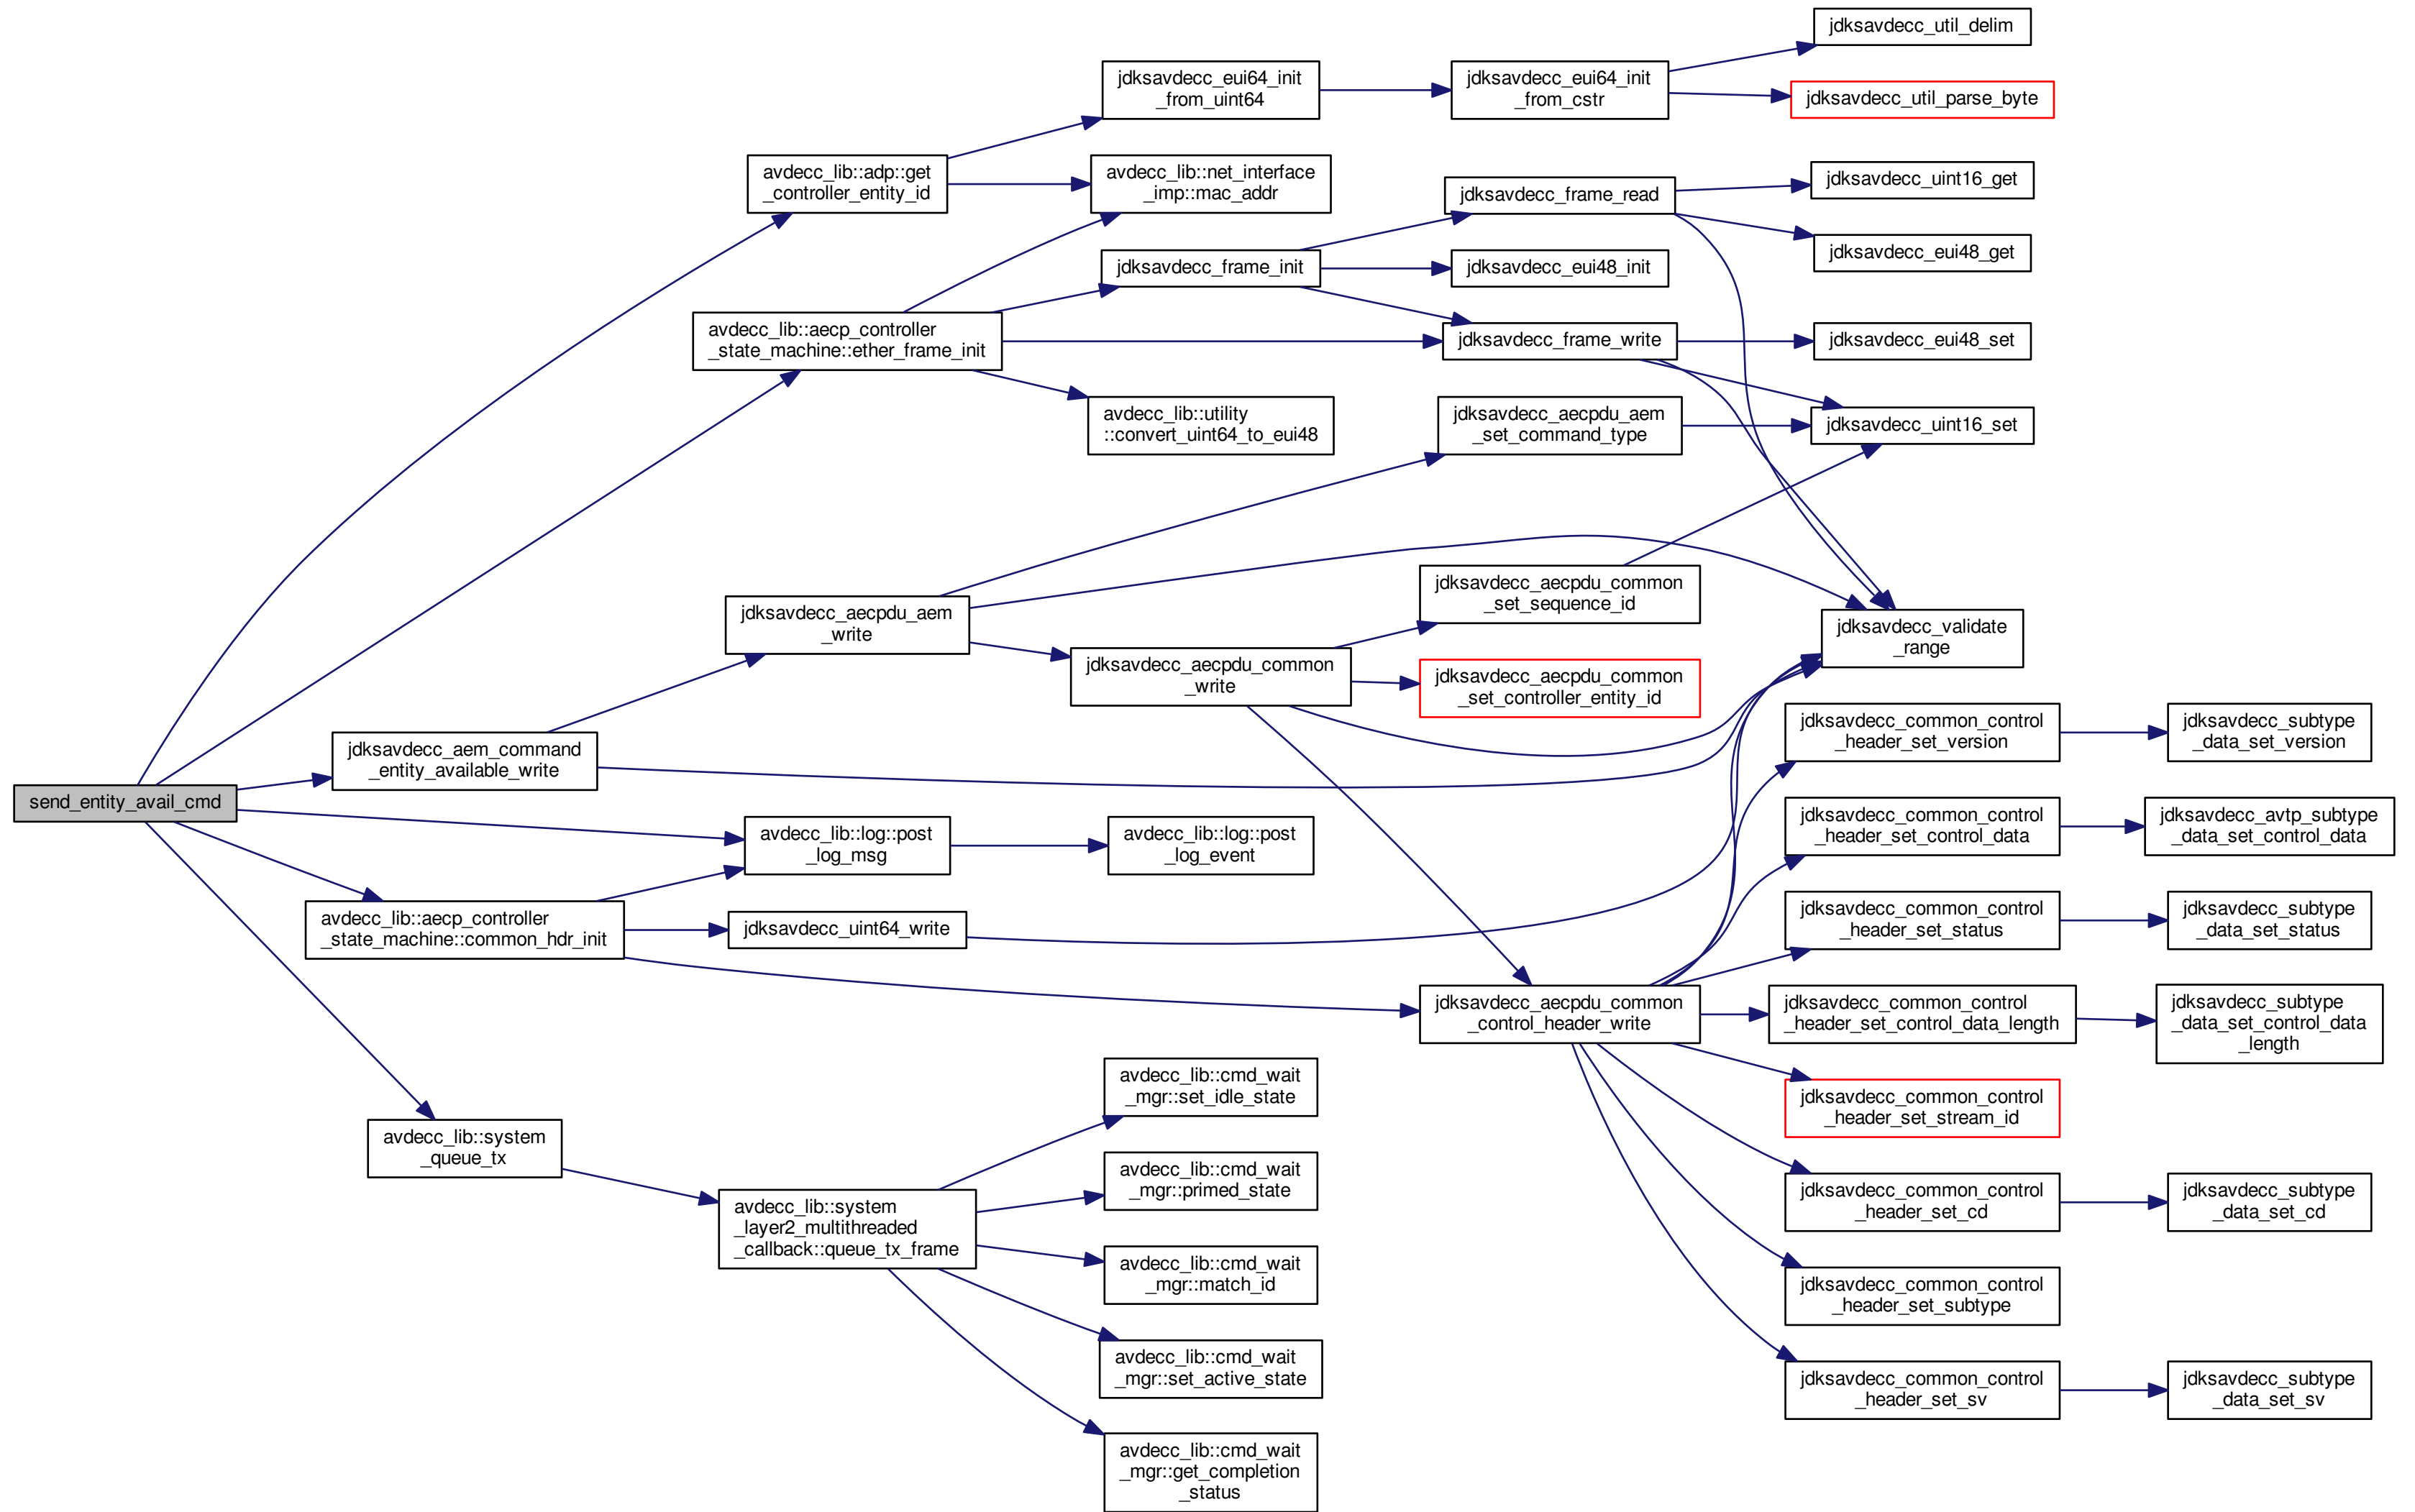 send_entity_avail_cmd
avdecc_lib::adp::get
_controller_entity_id
jdksavdecc_eui64_init
_from_uint64
jdksavdecc_eui64_init
_from_cstr
jdksavdecc_util_delim
jdksavdecc_util_parse_byte
avdecc_lib::net_interface
_imp::mac_addr
avdecc_lib::aecp_controller
_state_machine::ether_frame_init
jdksavdecc_frame_init
jdksavdecc_frame_read
jdksavdecc_uint16_get
jdksavdecc_eui48_get
jdksavdecc_eui48_init
jdksavdecc_frame_write
jdksavdecc_eui48_set
jdksavdecc_uint16_set
avdecc_lib::utility
::convert_uint64_to_eui48
jdksavdecc_aecpdu_aem
_set_command_type
jdksavdecc_aem_command
_entity_available_write
jdksavdecc_aecpdu_aem
_write
jdksavdecc_aecpdu_common
_write
jdksavdecc_aecpdu_common
_set_sequence_id
jdksavdecc_aecpdu_common
_set_controller_entity_id
jdksavdecc_validate
_range
avdecc_lib::log::post
_log_msg
avdecc_lib::log::post
_log_event
avdecc_lib::aecp_controller
_state_machine::common_hdr_init
jdksavdecc_uint64_write
jdksavdecc_aecpdu_common
_control_header_write
jdksavdecc_common_control
_header_set_version
jdksavdecc_subtype
_data_set_version
jdksavdecc_common_control
_header_set_control_data
jdksavdecc_avtp_subtype
_data_set_control_data
jdksavdecc_common_control
_header_set_status
jdksavdecc_subtype
_data_set_status
jdksavdecc_common_control
_header_set_control_data_length
jdksavdecc_subtype
_data_set_control_data
_length
jdksavdecc_common_control
_header_set_stream_id
jdksavdecc_common_control
_header_set_cd
jdksavdecc_subtype
_data_set_cd
jdksavdecc_common_control
_header_set_subtype
jdksavdecc_common_control
_header_set_sv
jdksavdecc_subtype
_data_set_sv
avdecc_lib::system
_queue_tx
avdecc_lib::system
_layer2_multithreaded
_callback::queue_tx_frame
avdecc_lib::cmd_wait
_mgr::set_idle_state
avdecc_lib::cmd_wait
_mgr::primed_state
avdecc_lib::cmd_wait
_mgr::match_id
avdecc_lib::cmd_wait
_mgr::set_active_state
avdecc_lib::cmd_wait
_mgr::get_completion
_status